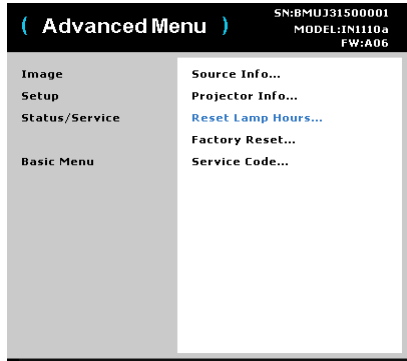 ( Advanced Menu )
SN:BMUJ31500001
MODEL:IN1110a
FW:A06
Image
Setup
Status/Service
Basic Menu
Source Info...
Projector Info...
Reset Lamp Hours...
Factory Reset...
Service Code...